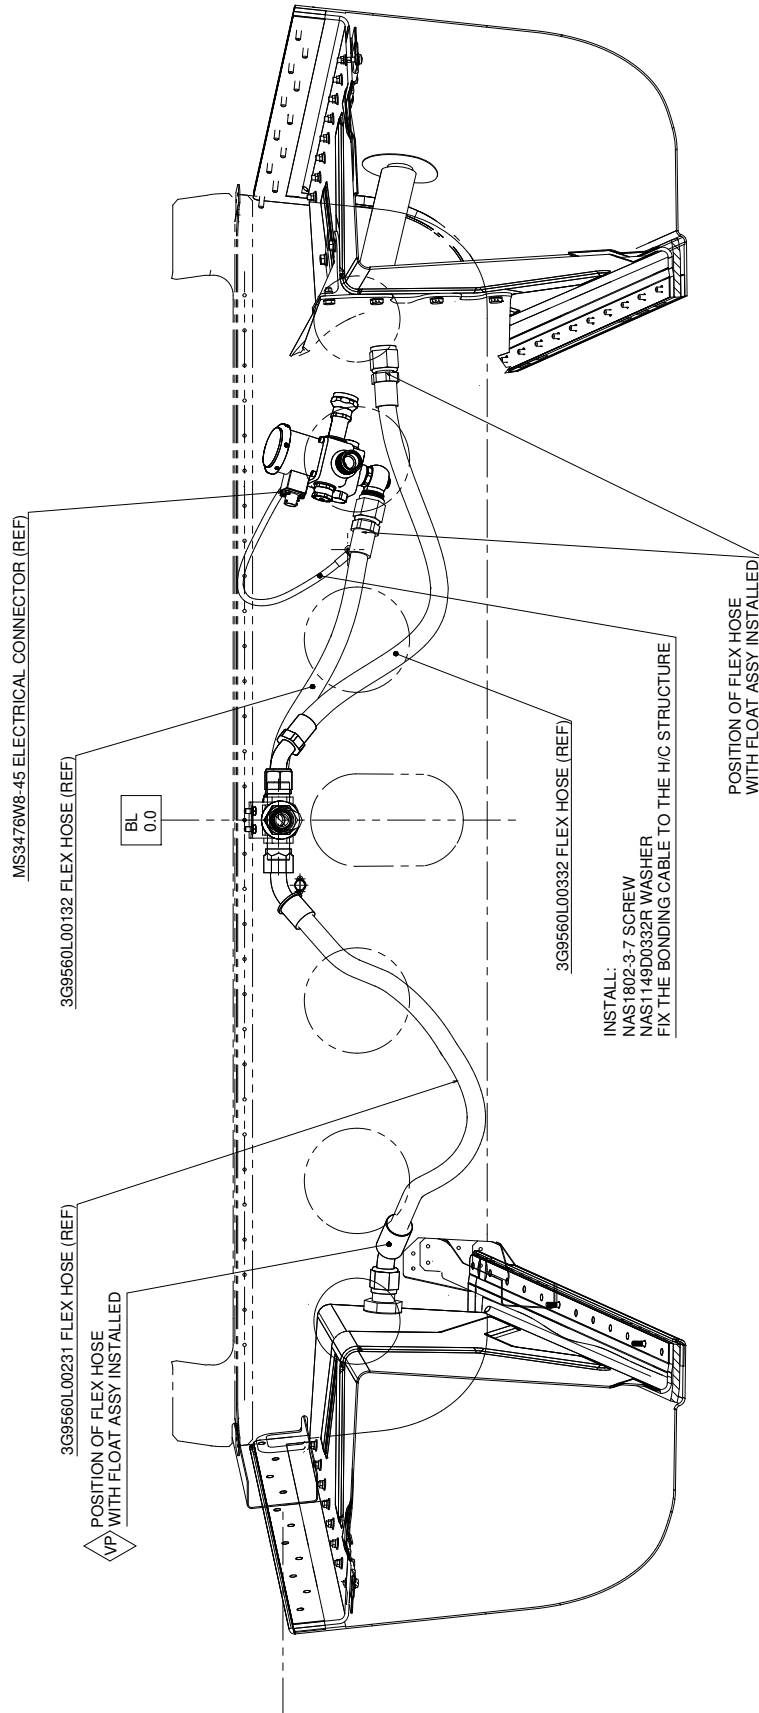 MS3476W8-45 ELECTRICAL CONNECTOR (REF)
3G9560L00132 FLEX HOSE (REF)
BL
0.0
3G9560L00231 FLEX HOSE (REF)
VP
POSITION OF FLEX HOSE
WITH FLOAT ASSY INSTALLED
3G9560L00332 FLEX HOSE (REF)
INSTALL:
NAS1802-3-7 SCREW
NAS1149D0332R WASHER
FIX THE BONDING CABLE TO THE H/C STRUCTURE
POSITION OF FLEX HOSE
WITH FLOAT ASSY INSTALLED